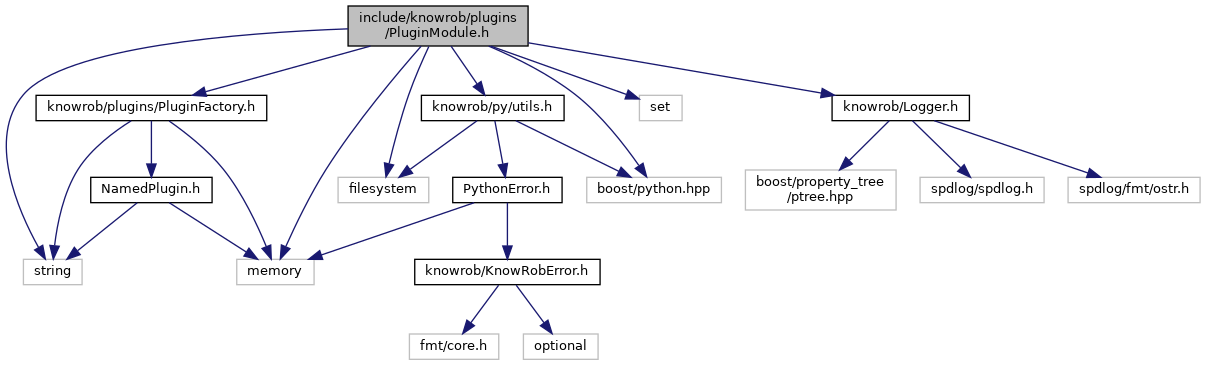 include/knowrob/plugins
/PluginModule.h
knowrob/plugins/PluginFactory.h
knowrob/py/utils.h
set
knowrob/Logger.h
NamedPlugin.h
filesystem
PythonError.h
boost/python.hpp
boost/property_tree
/ptree.hpp
spdlog/spdlog.h
spdlog/fmt/ostr.h
string
memory
knowrob/KnowRobError.h
fmt/core.h
optional